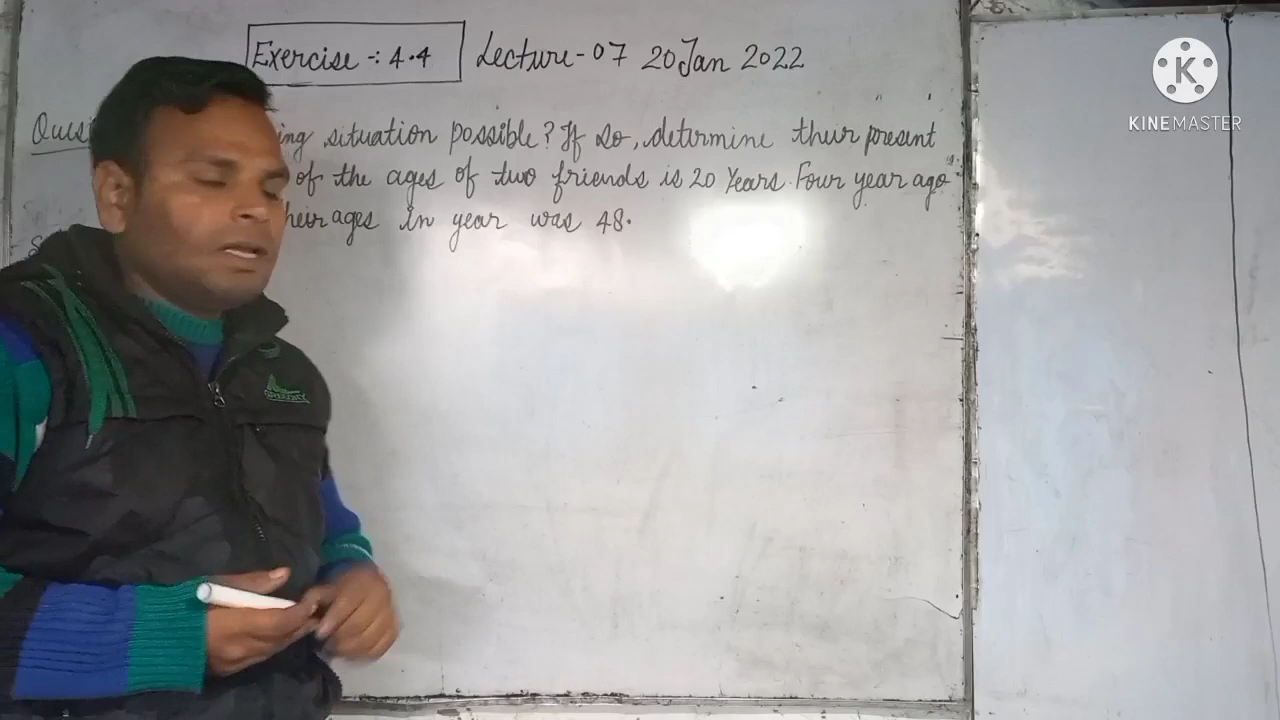 Exercise -: 4.4 Lecture-07 20 Jan 2022
K
KINEMASTER
Ques ing situation possible? If so, determine their present
of the ages of two friends is 20 Years. Four year ago
heir ages in year was 48.